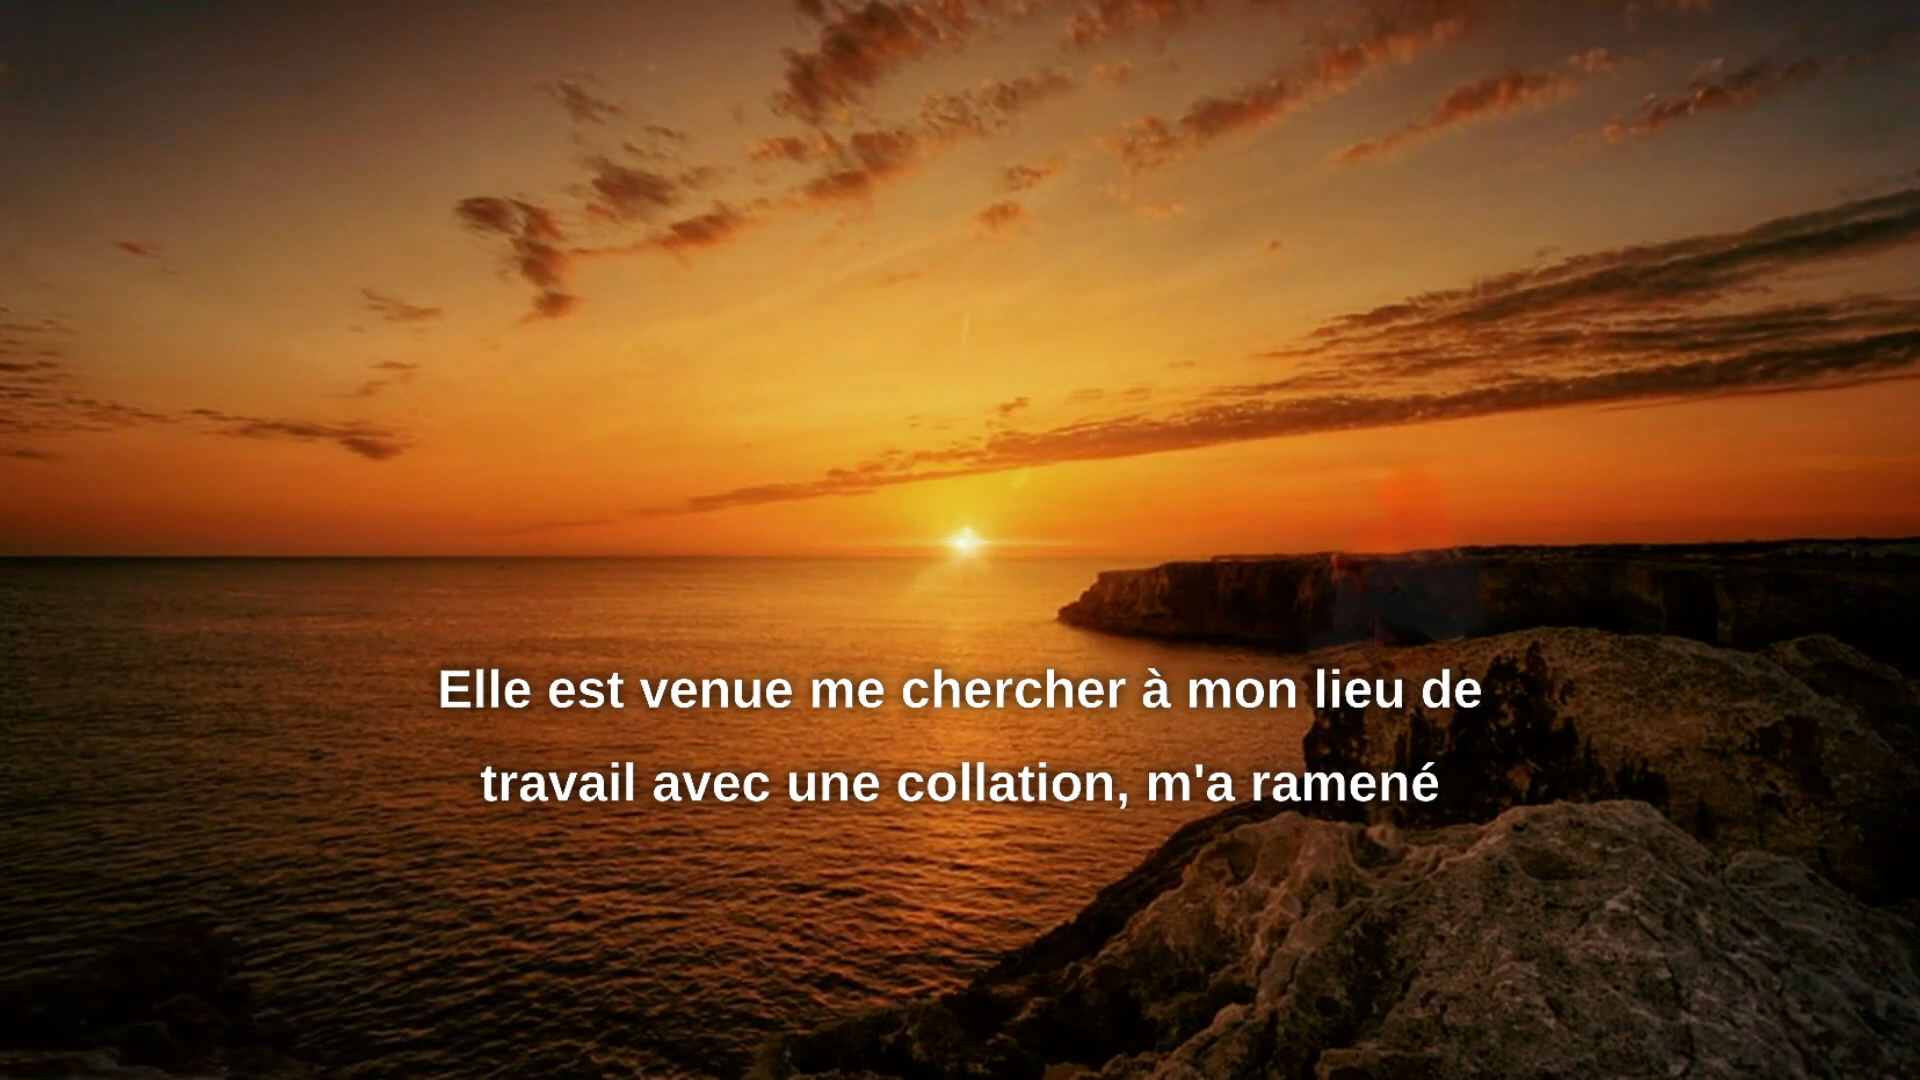 Elle est venue me chercher à mon lieu de
travail avec une collation, m'a ramené